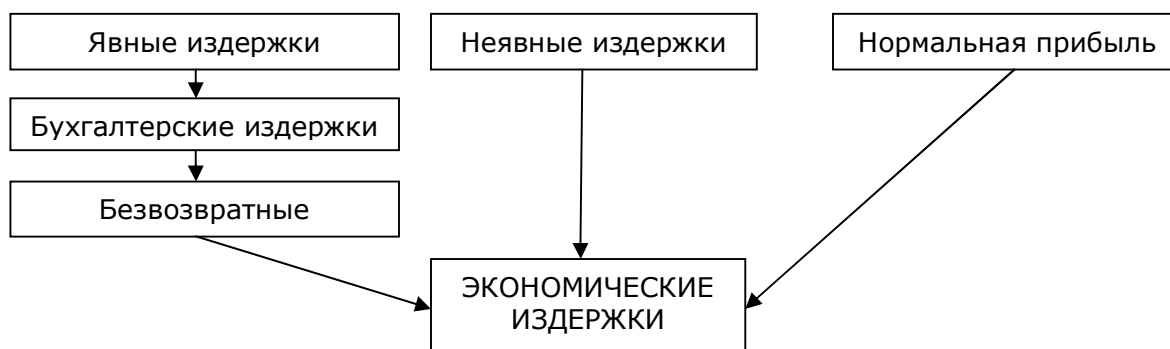 Явные издержки
Неявные издержки
Нормальная прибыль
Бухгалтерские издержки
Безвозвратные
ЭКОНОМИЧЕСКИЕ
ИЗДЕРЖКИ